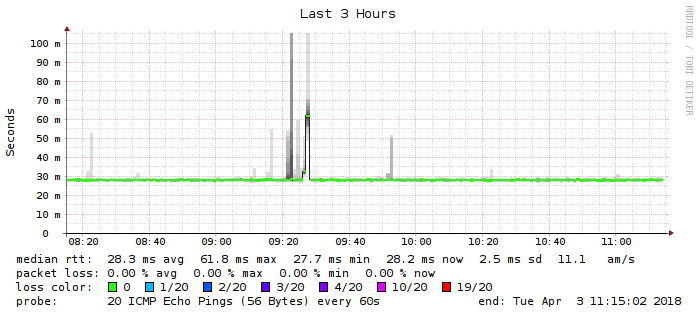 Last 3 Hours
RRDTOOL / TOBI OETIKER
Seconds
100 m
90 m
80 m
70 m
60 m
50 m
40 m
30 m
20 m
10 m
0
08:20 08:40 09:00 09:20 09:40 10:00 10:20 10:40 11:00
median rtt: 28.3 ms avg 61.8 ms max 27.7 ms min 28.2 ms now 2.5 ms sd 11.1 am/s
packet loss: 0.00 % avg 0.00 % max 0.00 % min 0.00 % now
loss color: 0 1/20 2/20 3/20 4/20 10/20 19/20
probe: 20 ICMP Echo Pings (56 Bytes) every 60s end: Tue Apr 3 11:15:02 2018